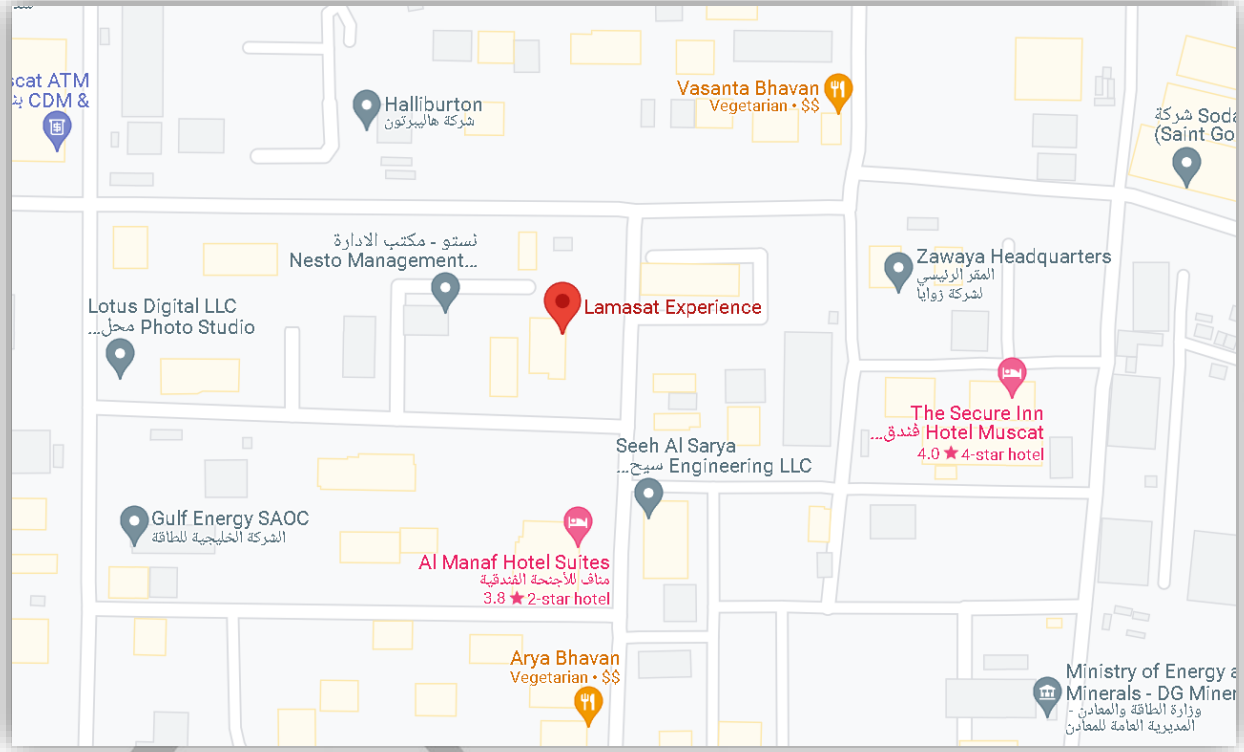 scat ATM
CDM &
Halliburton
شركة هاليبرتون
Vasanta Bhavan
Vegetarian • $$
شركة Soda
(Saint Go
نستو - مكتب الادارة
Nesto Management...
Zawaya Headquarters
المقر الرئيسي
لشركة زوايا
Lotus Digital LLC
...محل Photo Studio
Lamasat Experience
The Secure Inn
...فندق Hotel Muscat
4.0 ★ 4-star hotel
Seeh Al Sarya
...سيح Engineering LLC
Gulf Energy SAOC
الشركة الخليجية للطاقة
Al Manaf Hotel Suites
مناف للأجنحة الفندقية
3.8 ★ 2-star hotel
Arya Bhavan
Vegetarian • $$
Ministry of Energy a
Minerals - DG Miner
وزارة الطاقة والمعادن -
المديرية العامة للمعادن